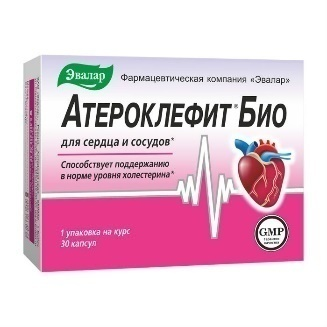 Эвалар
Фармацевтическая компания «Эвалар»
Атероклефит® Био
для сердца и сосудов*
Способствует поддержанию
в норме уровня холестерина*
1 упаковка на курс
30 капсул
GMP